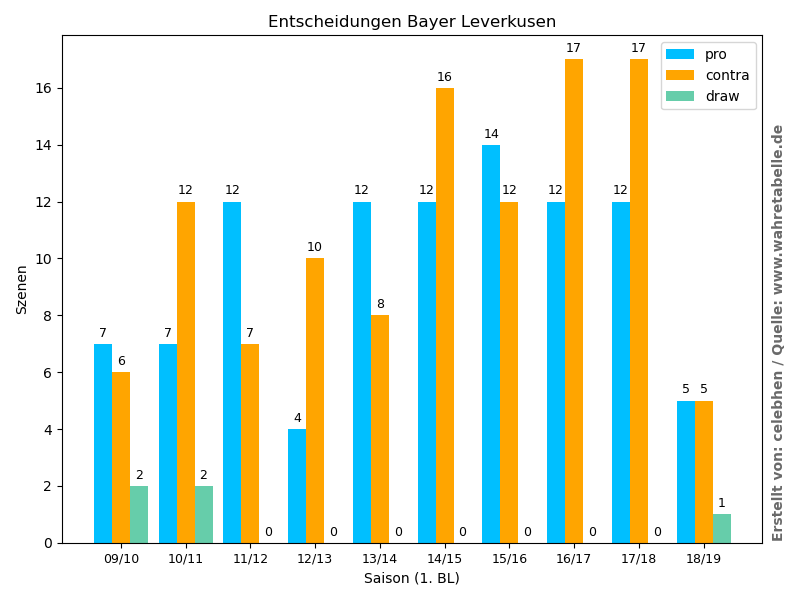 Entscheidungen Bayer Leverkusen
pro
contra
draw
Szenen
16
14
12
10
8
6
4
2
0
7 6 2
7 12 2
12 7 0
4 10 0
12 8 0
12 16 0
14 12 0
12 17 0
12 17 0
5 5 1
09/10 10/11 11/12 12/13 13/14 14/15 15/16 16/17 17/18 18/19
Saison (1. BL)
Erstellt von: celebhen / Quelle: www.wahretabelle.de